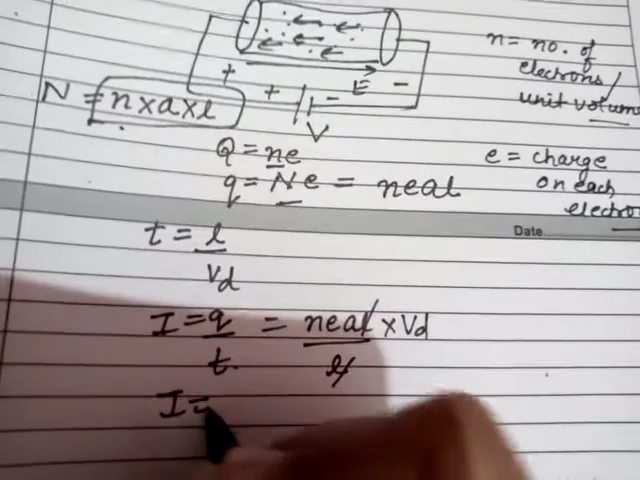 n = no. of
electrons/
unit volume
+ E -
+ -
V
N = n×a×l
Q = ne
q = Ne = neal
e = charge
on each
electron
Date
t = l
Vd
I = q = neal × Vd
t l
I =